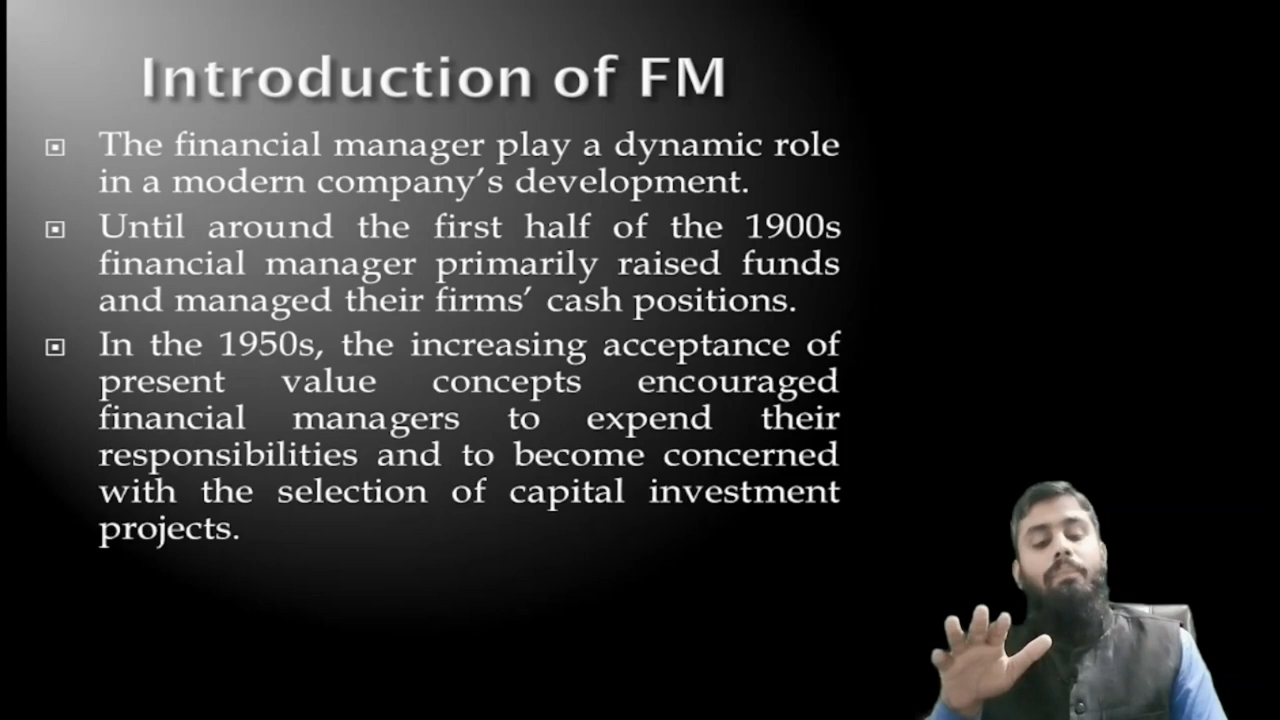 Introduction of FM
The financial manager play a dynamic role
in a modern company’s development.
Until around the first half of the 1900s
financial manager primarily raised funds
and managed their firms’ cash positions.
In the 1950s, the increasing acceptance of
present value concepts encouraged
financial managers to expend their
responsibilities and to become concerned
with the selection of capital investment
projects.